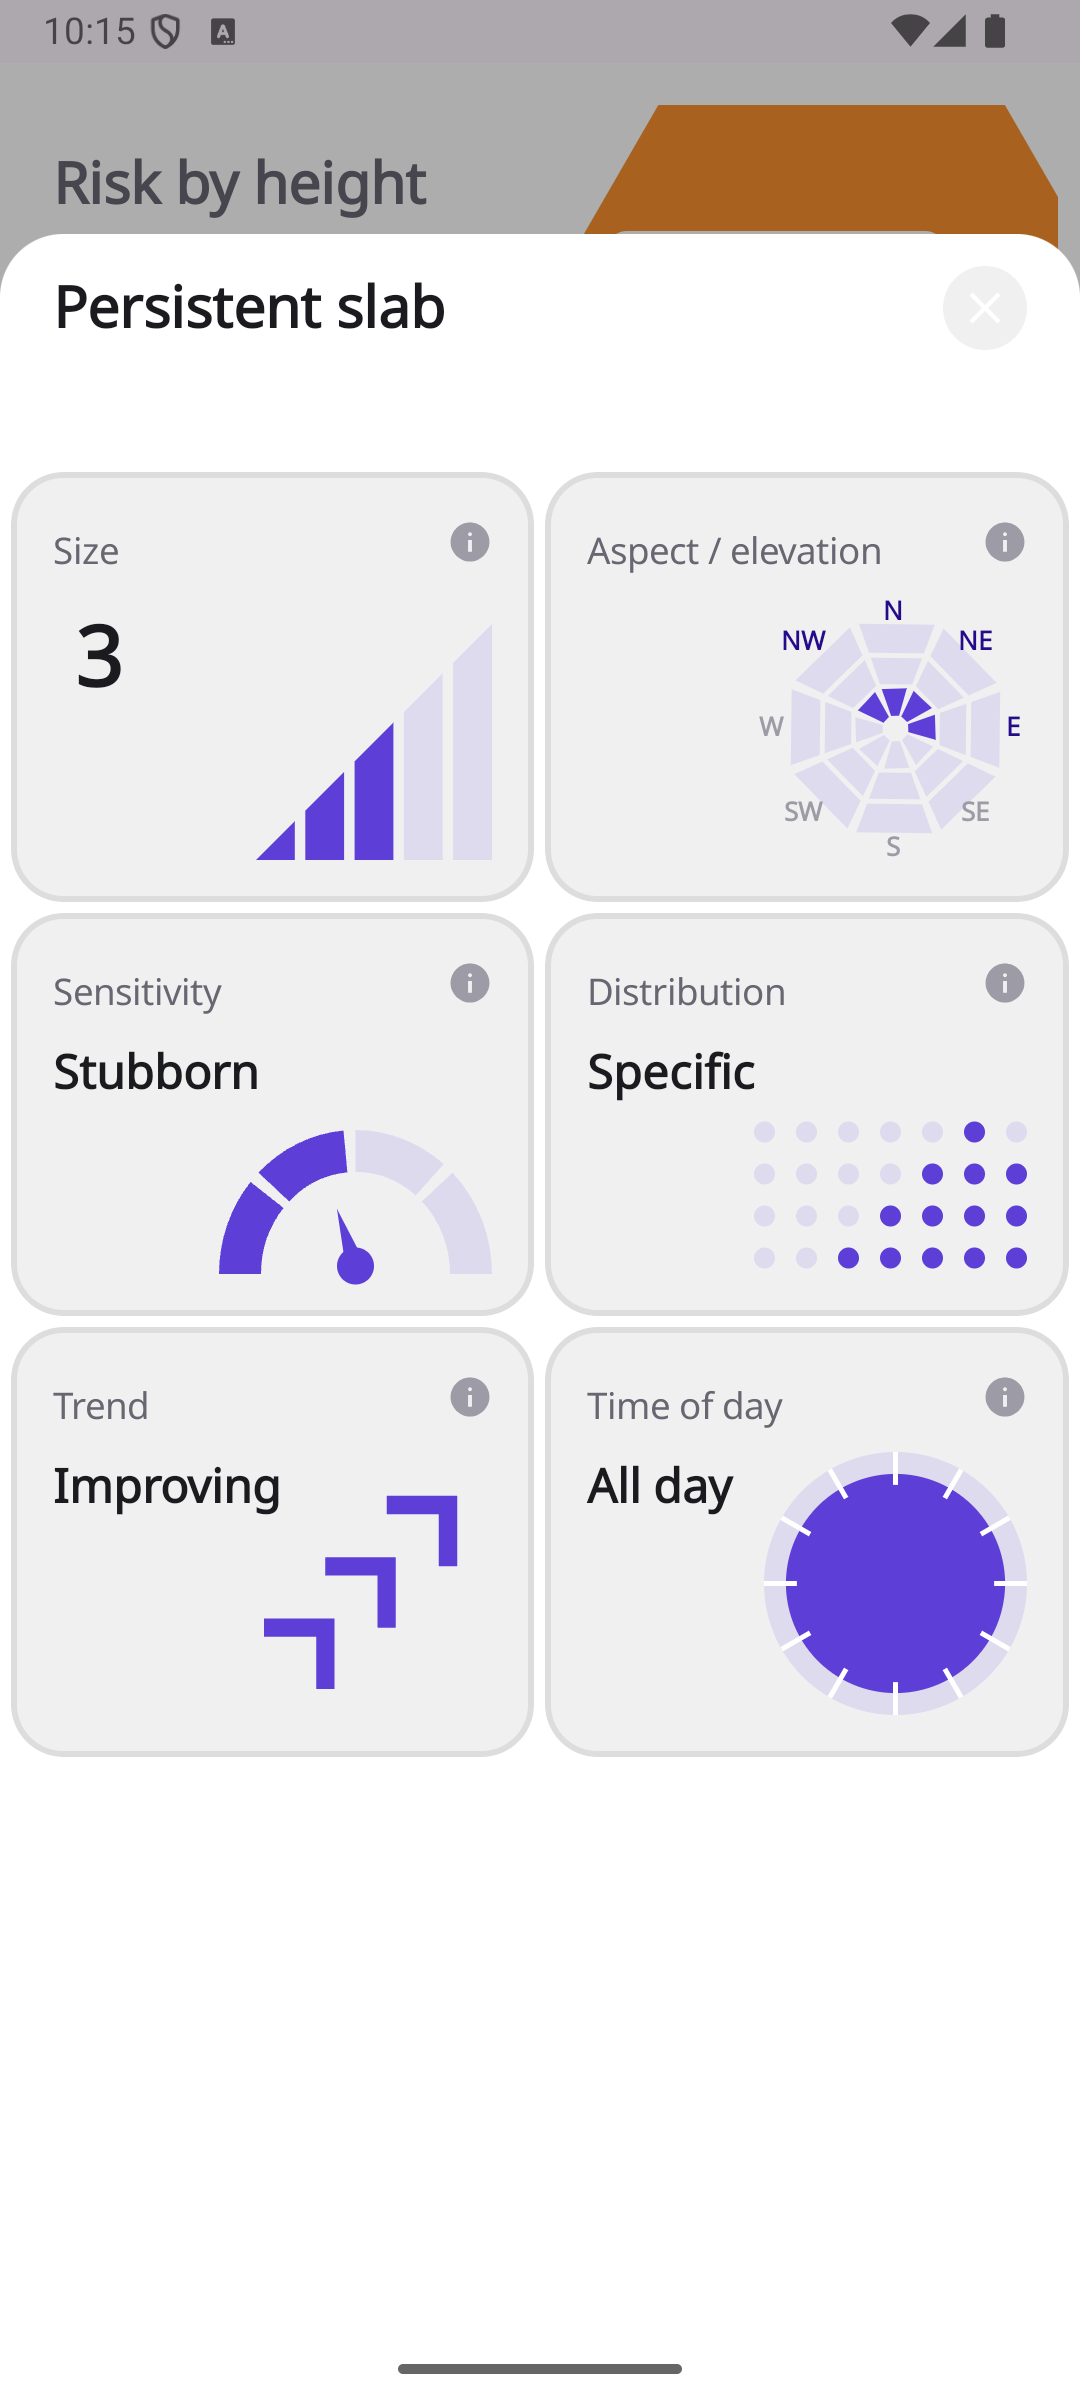 10:15
Risk by height
Persistent slab
Size
3
Aspect / elevation
N
NW
NE
W
E
SW
SE
S
Sensitivity
Stubborn
Distribution
Specific
Trend
Improving
Time of day
All day